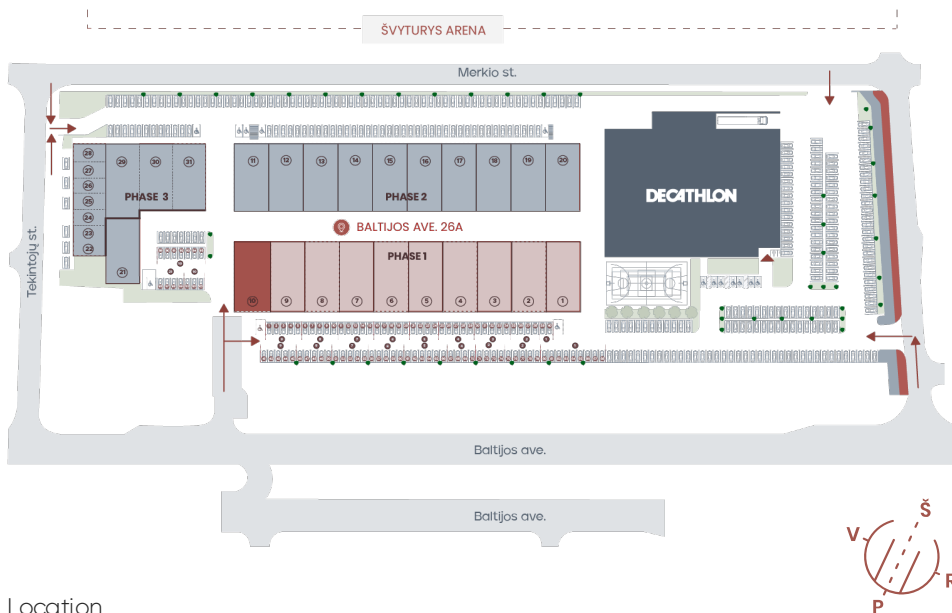 ŠVYTURYS ARENA
Merkio st.
Tekintojų st.
28
27
26
25
24
23
22
29
30
31
PHASE 3
21
11
12
13
14
15
16
17
18
19
20
PHASE 2
BALTIJOS AVE. 26A
PHASE 1
10
9
8
7
6
5
4
3
2
1
DECATHLON
Baltijos ave.
Baltijos ave.
Š
V
R
P
Location